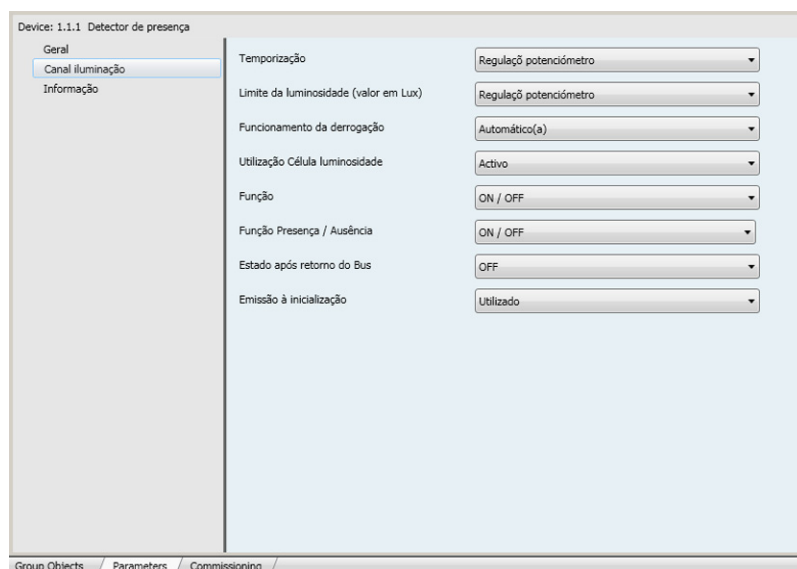 Device: 1.1.1 Detector de presença
Geral
Canal iluminação
Informação
Temporização
Regulaçõ potenciómetro
Limite da luminosidade (valor em Lux)
Regulaçõ potenciómetro
Funcionamento da derrogação
Automático(a)
Utilização Célula luminosidade
Activo
Função
ON / OFF
Função Presença / Ausência
ON / OFF
Estado após retorno do Bus
OFF
Emissão à inicialização
Utilizado
Group Objects
Parameters
Commissioning